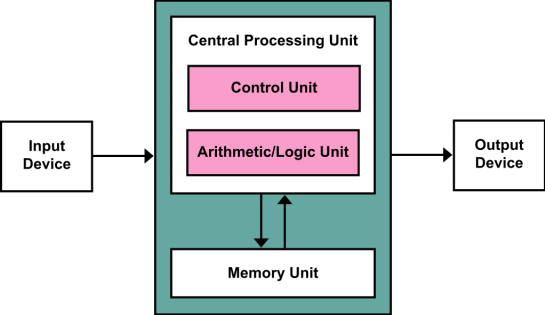 Central Processing Unit
Control Unit
Arithmetic/Logic Unit
Input
Device
Output
Device
Memory Unit